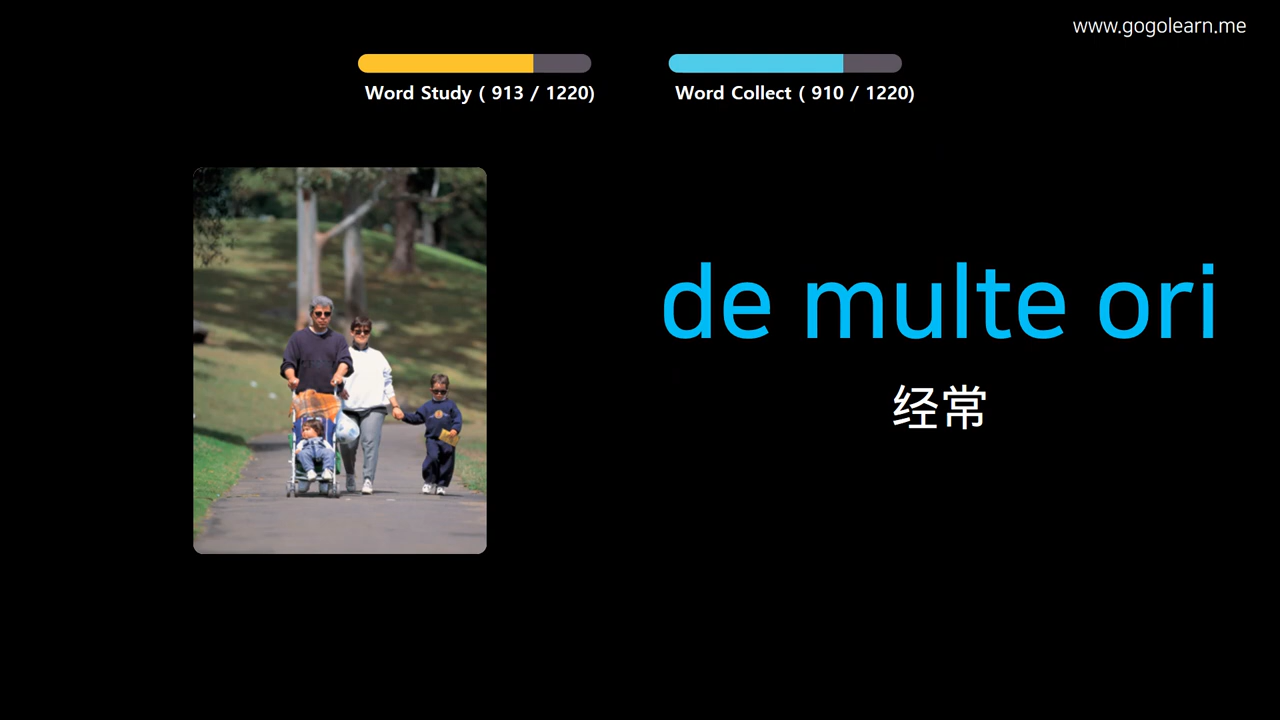 www.gogolearn.me
Word Study ( 913 / 1220)
Word Collect ( 910 / 1220)
de multe ori
经常